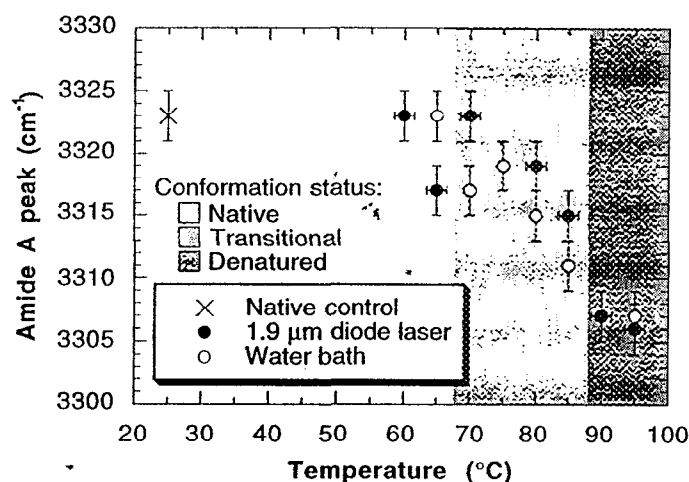 3330
3325
3320
3315
3310
3305
3300
Amide A peak (cm⁻¹)
Conformation status:
Native
Transitional
Denatured
Native control
1.9 μm diode laser
Water bath
20 30 40 50 60 70 80 90 100
Temperature (°C)